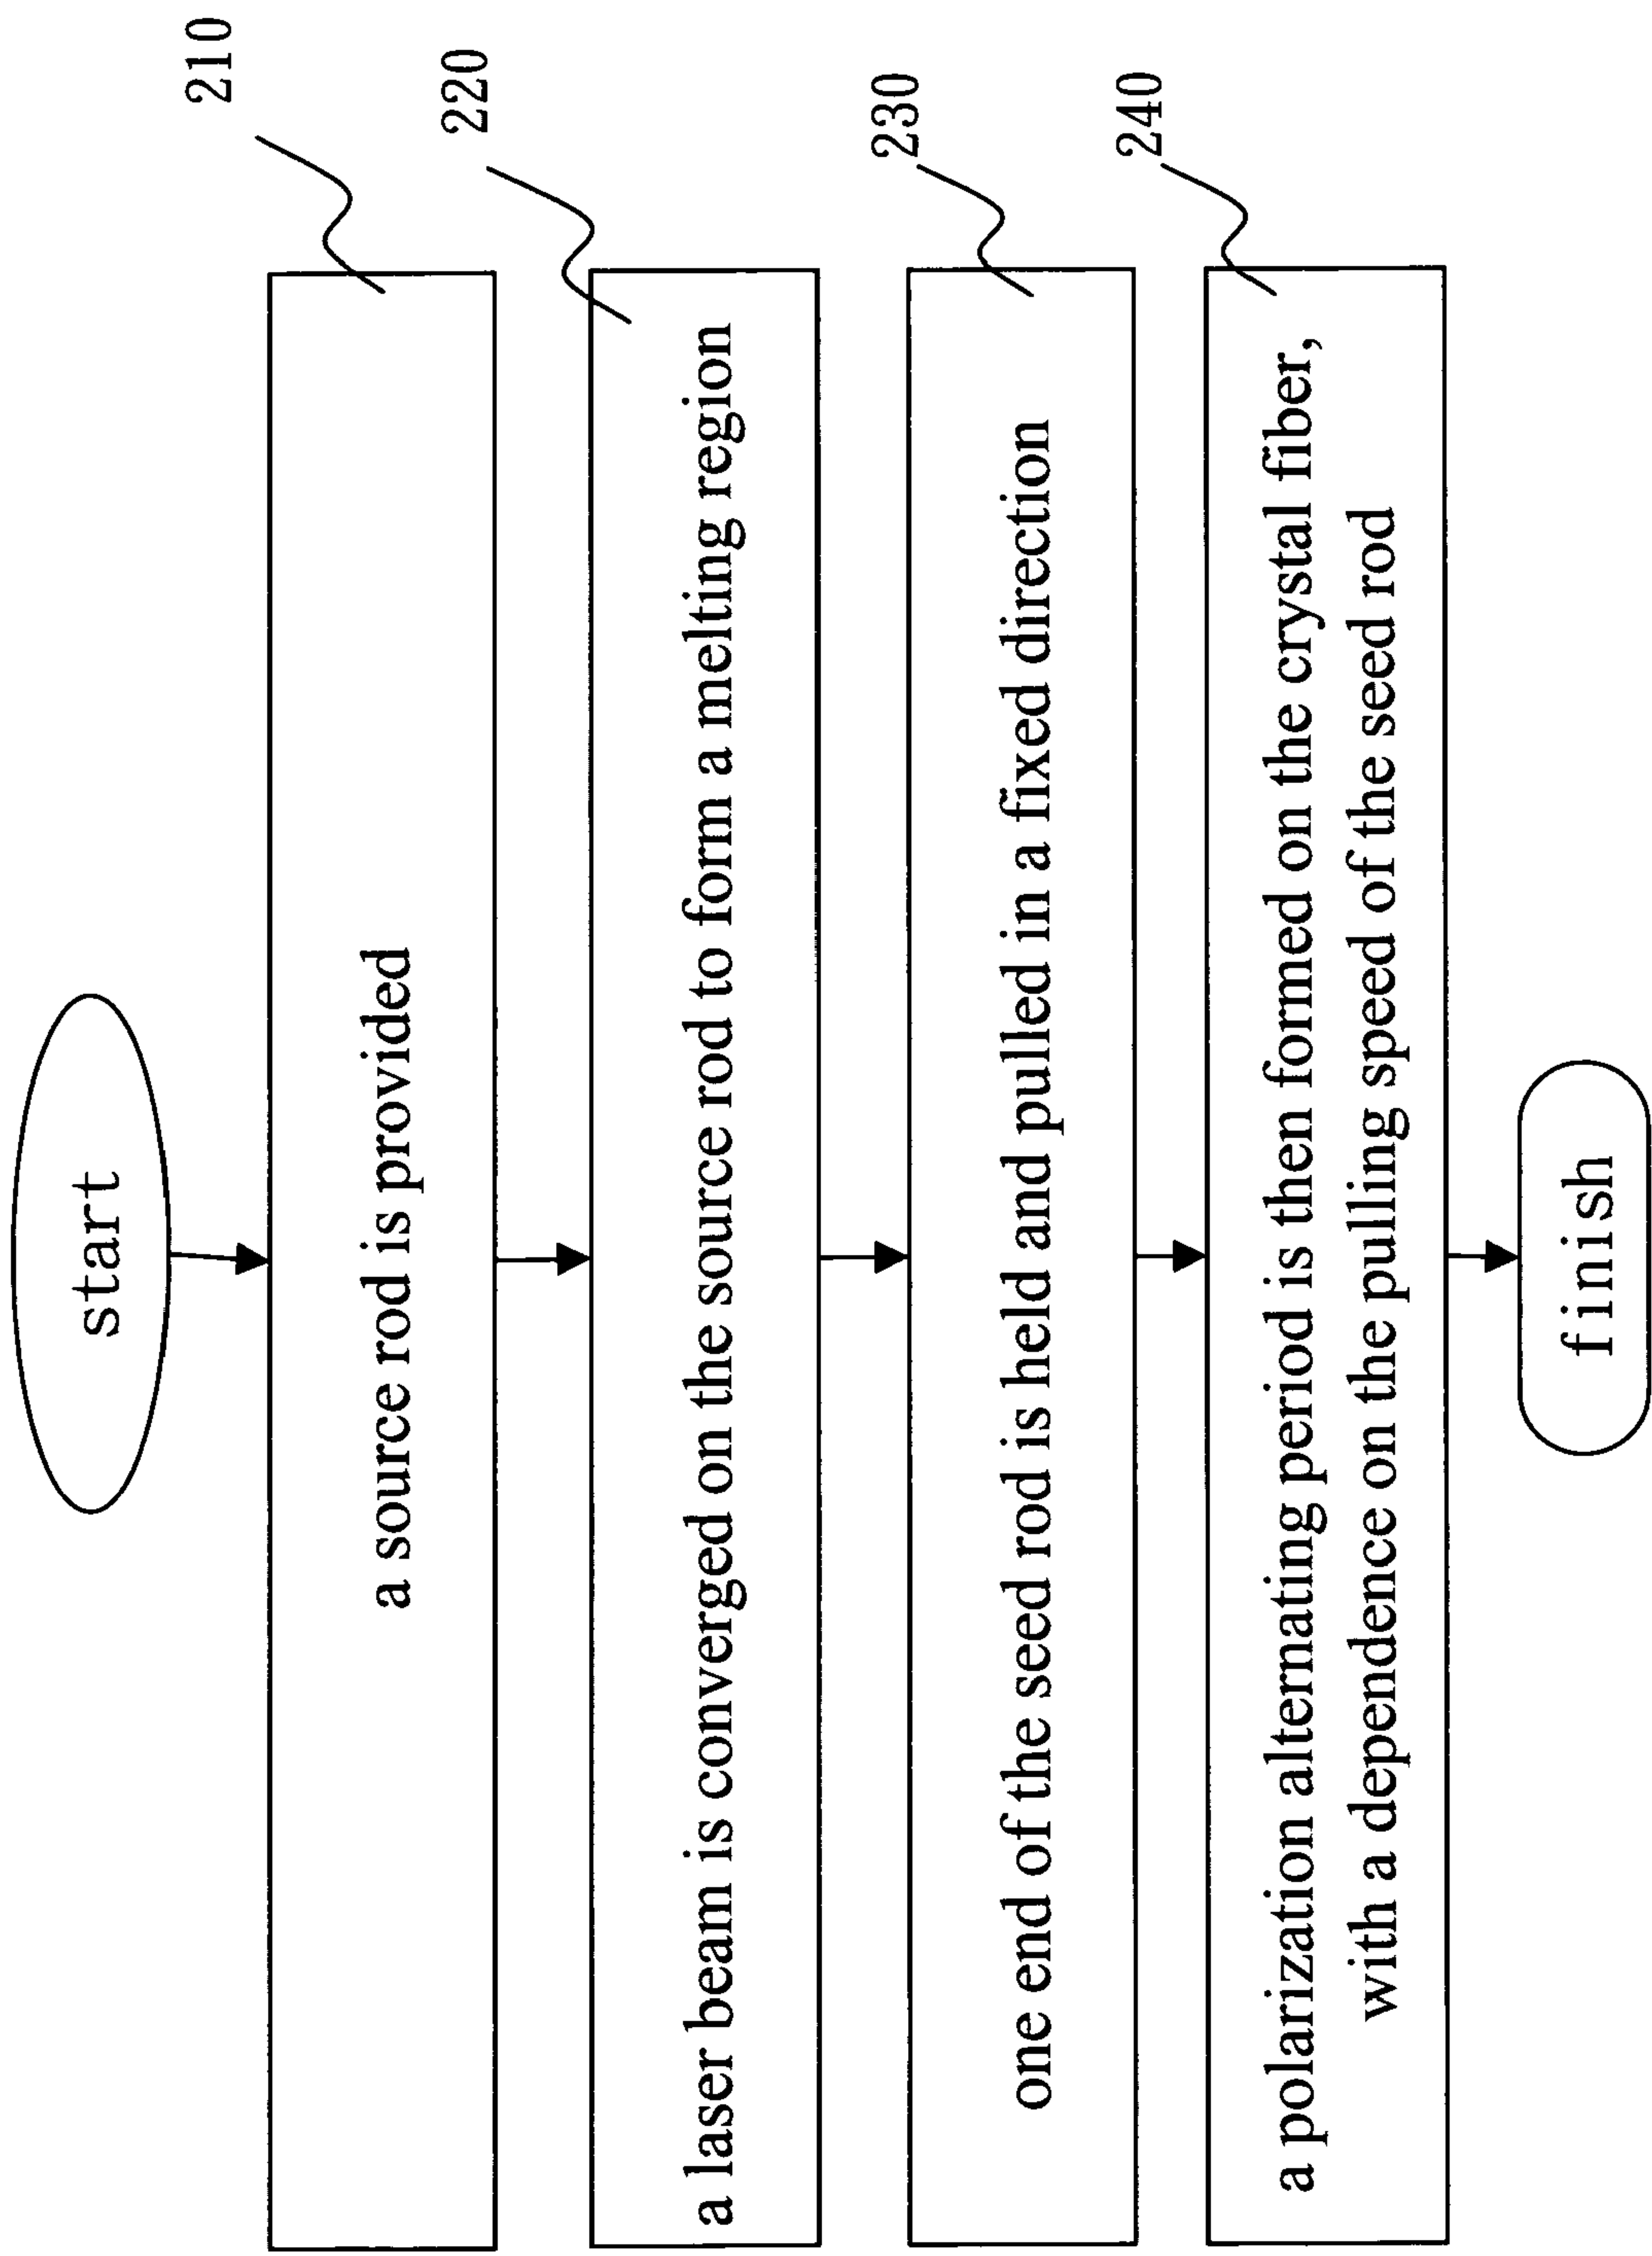 start
210
a source rod is provided
220
a laser beam is converged on the source rod to form a melting region
230
one end of the seed rod is held and pulled in a fixed direction
240
a polarization alternating period is then formed on the crystal fiber,
with a dependence on the pulling speed of the seed rod
finish